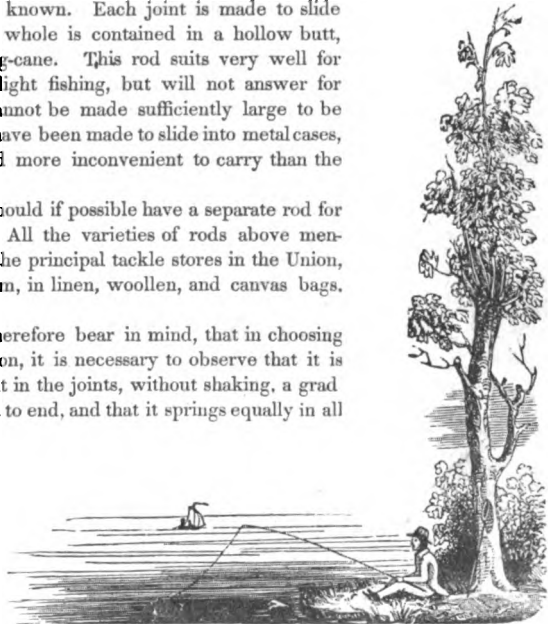 known. Each joint is made to slide
whole is contained in a hollow butt,
g-cane. This rod suits very well for
light fishing, but will not answer for
annot be made sufficiently large to be
ave been made to slide into metal cases,
more inconvenient to carry than the
hould if possible have a separate rod for
All the varieties of rods above men-
he principal tackle stores in the Union,
m, in linen, woollen, and canvas bags.
herefore bear in mind, that in choosing
on, it is necessary to observe that it is
t in the joints, without shaking, a grad
to end, and that it springs equally in all